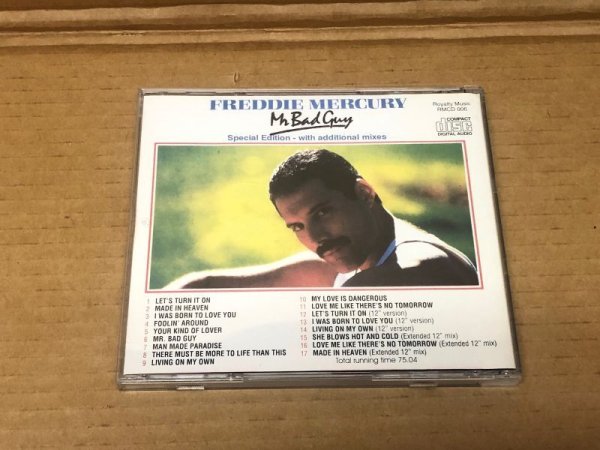 FREDDIE MERCURY
Mr Bad Guy
Special Edition - with additional mixes
Royalty Music
RMCD 006
COMPACT
disc
DIGITAL AUDIO
1 LET'S TURN IT ON
2 MADE IN HEAVEN
3 I WAS BORN TO LOVE YOU
4 FOOLIN' AROUND
5 YOUR KIND OF LOVER
6 MR. BAD GUY
7 MAN MADE PARADISE
8 THERE MUST BE MORE TO LIFE THAN THIS
9 LIVING ON MY OWN
10 MY LOVE IS DANGEROUS
11 LOVE ME LIKE THERE'S NO TOMORROW
12 LET'S TURN IT ON (12" version)
13 I WAS BORN TO LOVE YOU (12" version)
14 LIVING ON MY OWN (12" version)
15 SHE BLOWS HOT AND COLD (Extended 12" mix)
16 LOVE ME LIKE THERE'S NO TOMORROW (Extended 12" mix)
17 MADE IN HEAVEN (Extended 12" mix)
Total running time 75.04